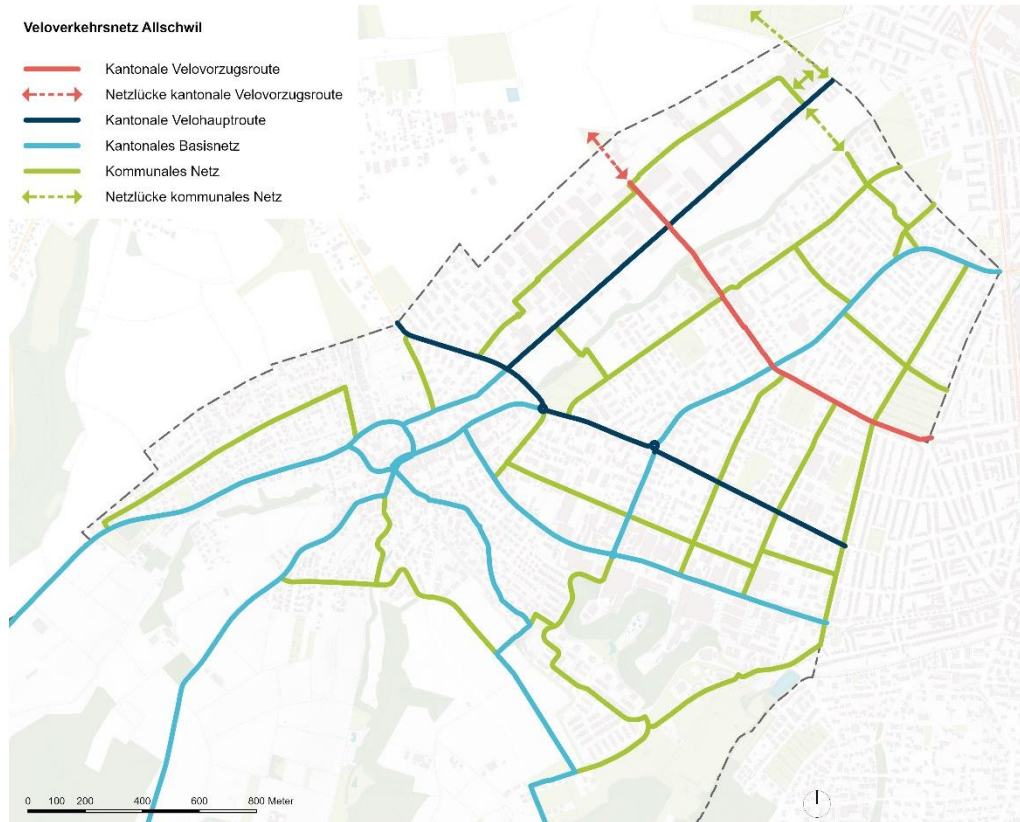 Veloverkehrsnetz Allschwil
Kantonale Velovorzugsroute
Netzlücke kantonale Velovorzugsroute
Kantonale Velohauptroute
Kantonales Basisnetz
Kommunales Netz
Netzlücke kommunales Netz
0 100 200 400 600 800 Meter